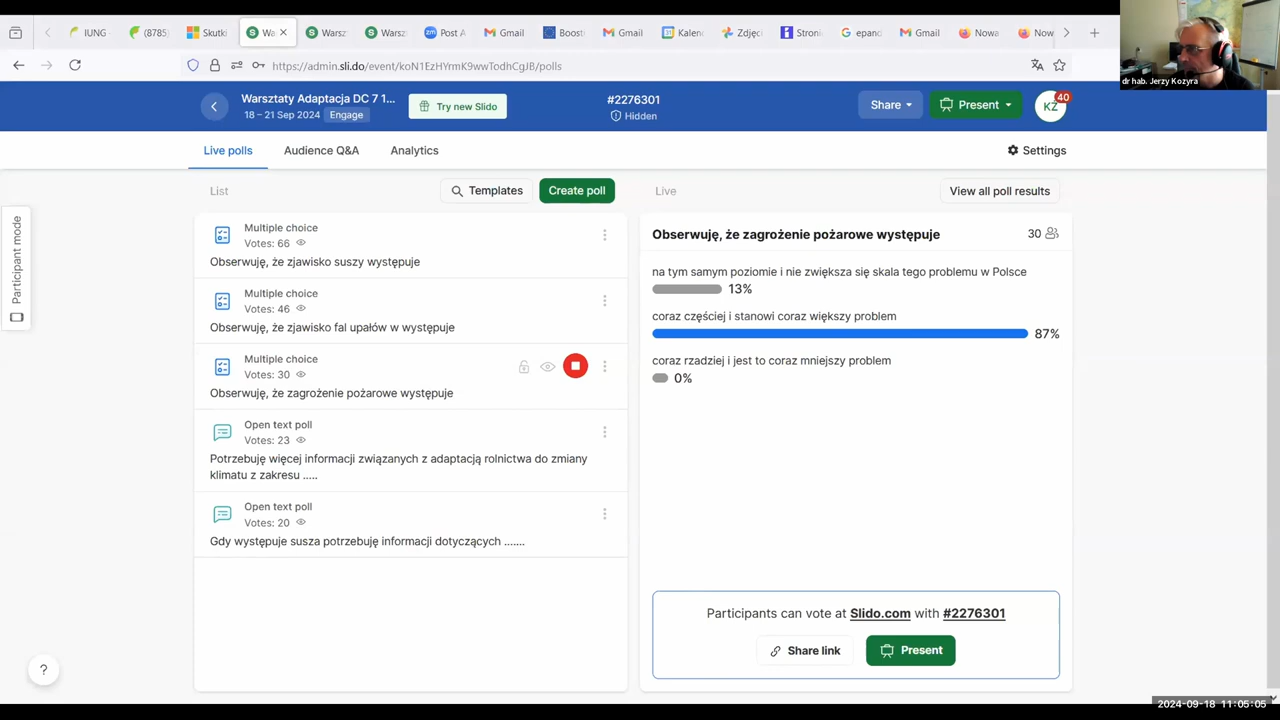 IUNG
(8785
Skutki
Wa
Warsz
Warsz
Post A
Gmail
Boosti
Gmail
Kalen
Zdjęci
Stroni
epand
Gmail
Nowa
Now
https://admin.sli.do/event/koN1EzHYrmK9wwTodhCgJB/polls
dr hab. Jerzy Kozyra
Warsztaty Adaptacja DC 7 1...
18 – 21 Sep 2024 Engage
Try new Slido
#2276301
Hidden
Share
Present
KŻ
40
Live polls
Audience Q&A
Analytics
Settings
Participant mode
List
Templates
Create poll
Live
View all poll results
Multiple choice
Votes: 66
Obserwuję, że zjawisko suszy występuje
Multiple choice
Votes: 46
Obserwuję, że zjawisko fal upałów w występuje
Multiple choice
Votes: 30
Obserwuję, że zagrożenie pożarowe występuje
Open text poll
Votes: 23
Potrzebuję więcej informacji związanych z adaptacją rolnictwa do zmiany
klimatu z zakresu .....
Open text poll
Votes: 20
Gdy występuje susza potrzebuję informacji dotyczących .......
Obserwuję, że zagrożenie pożarowe występuje
30
na tym samym poziomie i nie zwiększa się skala tego problemu w Polsce
13%
coraz częściej i stanowi coraz większy problem
87%
coraz rzadziej i jest to coraz mniejszy problem
0%
Participants can vote at Slido.com with #2276301
Share link
Present
?
2024-09-18 11:05:05